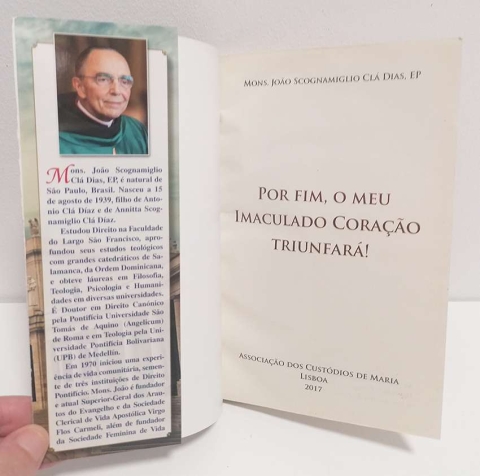 Mons. João Scognamiglio
Clá Dias, EP, é natural de
São Paulo, Brasil. Nasceu a 15
de agosto de 1939, filho de Anto-
nio Clá Díaz e de Annitta Scog-
namiglio Clá Díaz.
Estudou Direito na Faculdade
do Largo São Francisco, apro-
fundou seus estudos teológicos
com grandes catedráticos de Sa-
lamanca, da Ordem Dominicana,
e obteve láureas em Filosofia,
Teologia, Psicologia e Humani-
dades em diversas universidades.
É Doutor em Direito Canónico
pela Pontifícia Universidade São
Tomás de Aquino (Angelicum)
de Roma e em Teologia pela Uni-
versidade Pontifícia Bolivariana
(UPB) de Medellín.
Em 1970 iniciou uma experi-
ência de vida comunitária, semen-
te de três instituições de Direito
Pontifício. Mons. João é fundador
e atual Superior-Geral dos Arau-
tos do Evangelho e da Sociedade
Clerical de Vida Apostólica Virgo
Flos Carmeli, além de fundador
da Sociedade Feminina de Vida
Mons. João Scognamiglio Clá Dias, EP
Por fim, o meu
Imaculado Coração
triunfará!
Associação dos Custódios de Maria
Lisboa
2017